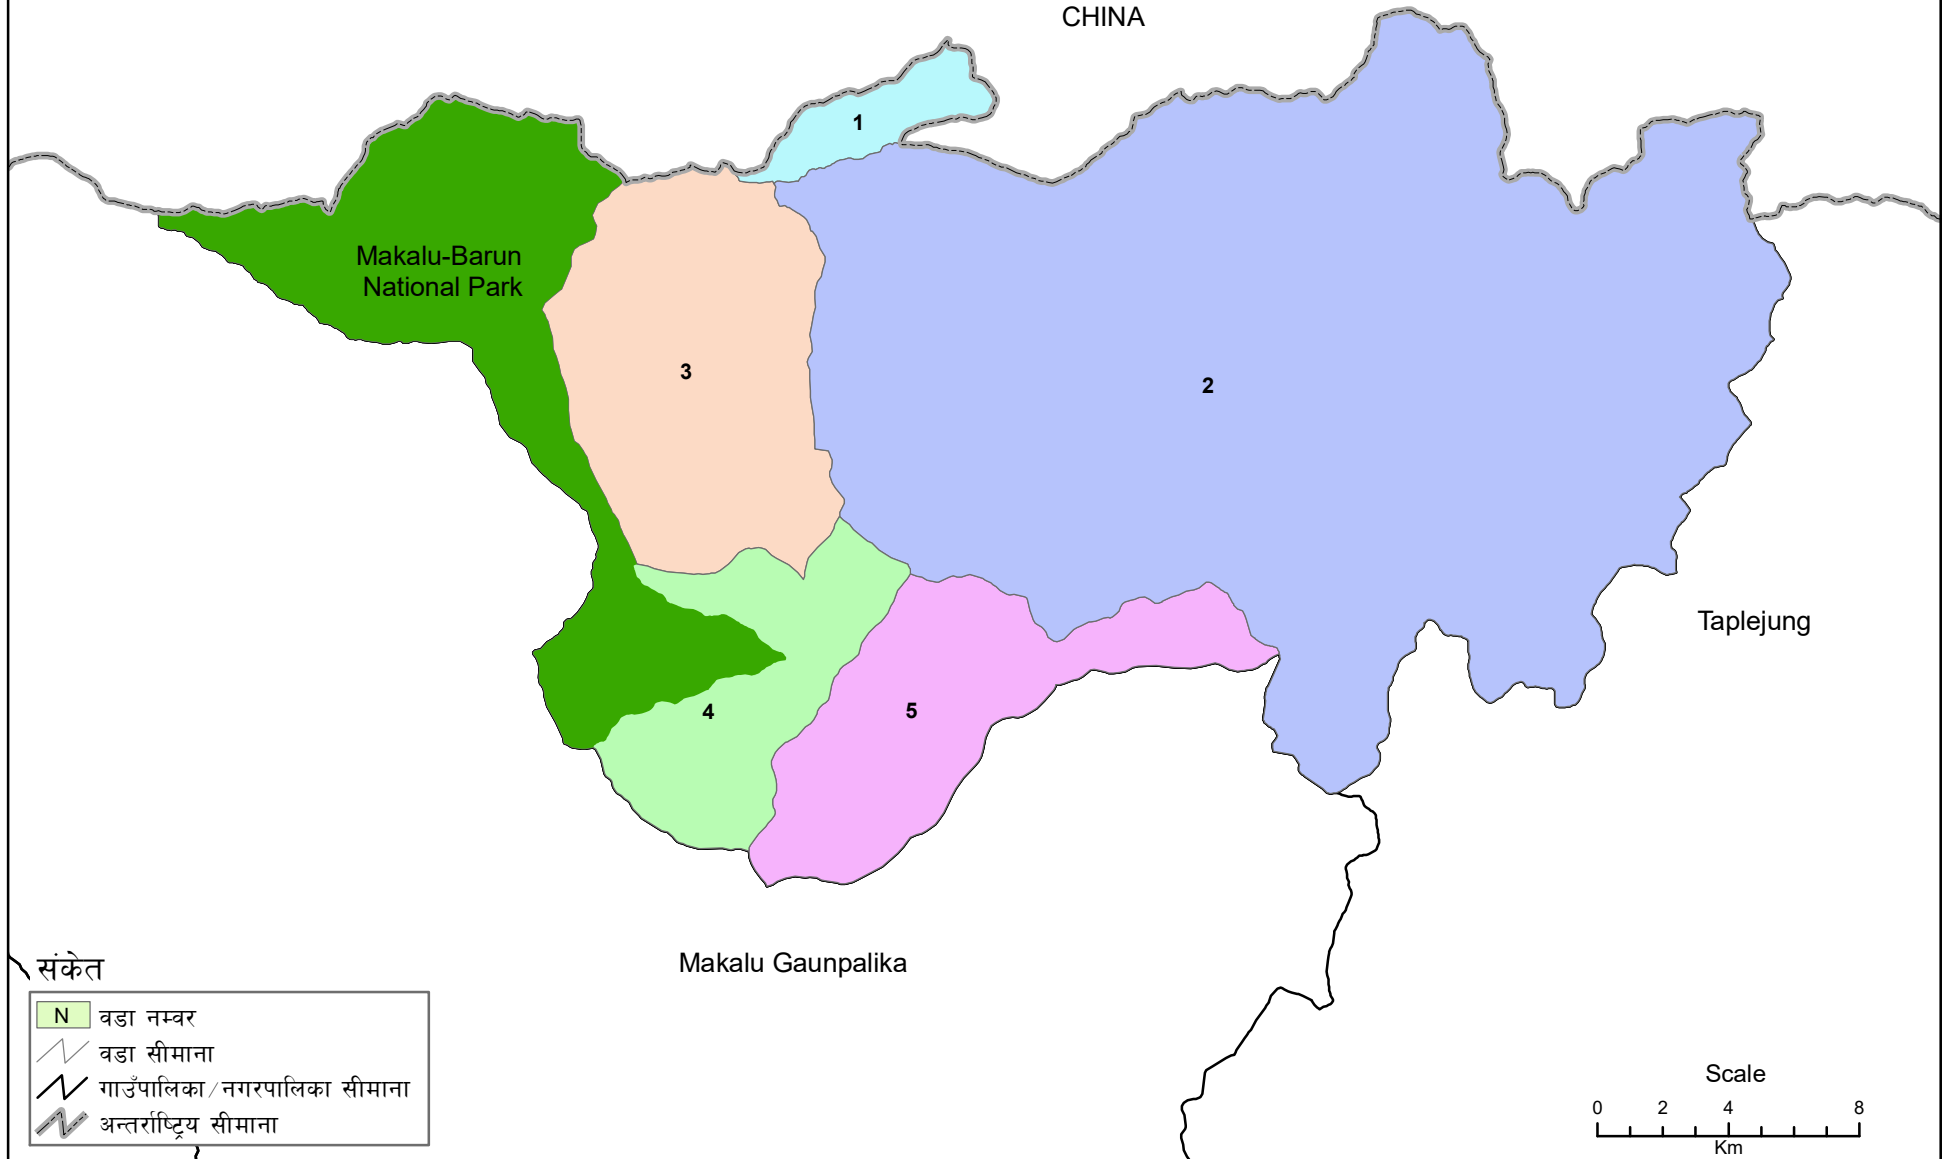 CHINA
1
Makalu-Barun
National Park
3
2
Taplejung
4
5
Makalu Gaunpalika
संकेत
N वडा नम्वर
वडा सीमाना
गाउँपालिका/नगरपालिका सीमाना
अन्तर्राष्ट्रिय सीमाना
Scale
0 2 4 8
Km